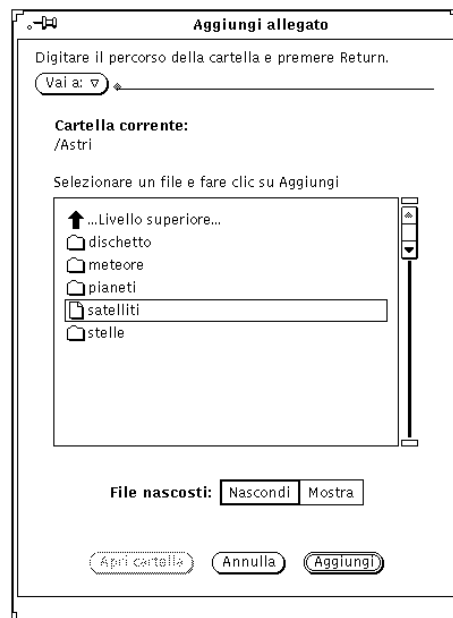 Aggiungi allegato
Digitare il percorso della cartella e premere Return.
Vai a:
Cartella corrente:
/Astri
Selezionare un file e fare clic su Aggiungi
...Livello superiore...
dischetto
meteore
pianeti
satelliti
stelle
File nascosti: Nascondi Mostra
Apri cartella Annulla Aggiungi